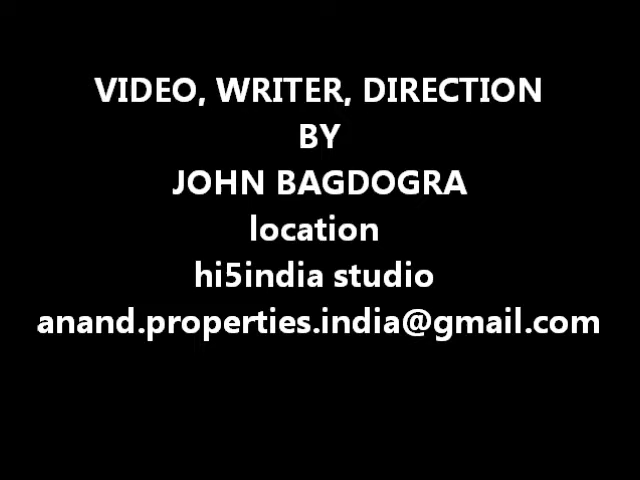 VIDEO, WRITER, DIRECTION
BY
JOHN BAGDOGRA
location
hi5india studio
anand.properties.india@gmail.com